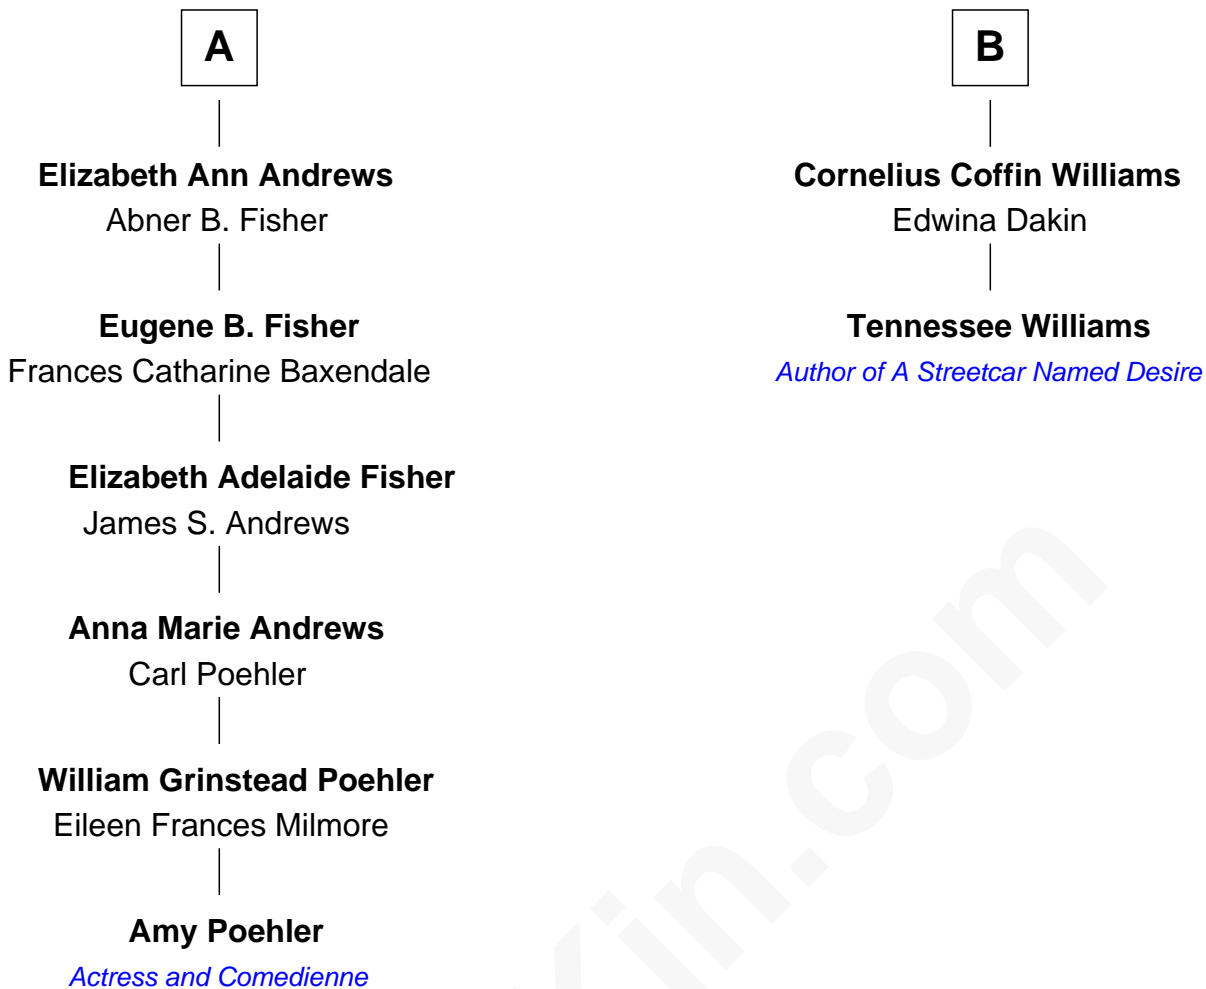 A
B
Elizabeth Ann Andrews
Abner B. Fisher
Cornelius Coffin Williams
Edwina Dakin
Eugene B. Fisher
Frances Catharine Baxendale
Tennessee Williams
Author of A Streetcar Named Desire
Elizabeth Adelaide Fisher
James S. Andrews
Anna Marie Andrews
Carl Poehler
William Grinstead Poehler
Eileen Frances Milmore
Amy Poehler
Actress and Comedienne
Kin.com